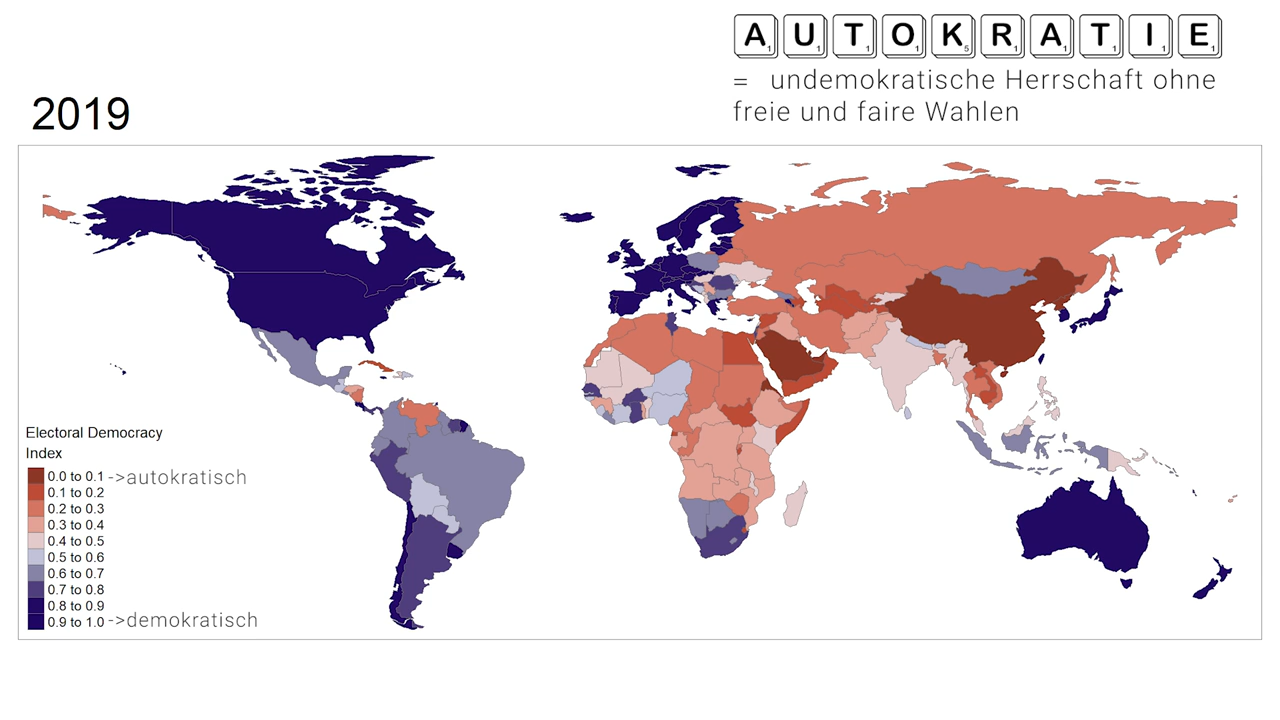 AUTOKRATIE
= undemokratische Herrschaft ohne
freie und faire Wahlen
2019
Electoral Democracy
Index
0.0 to 0.1 ->autokratisch
0.1 to 0.2
0.2 to 0.3
0.3 to 0.4
0.4 to 0.5
0.5 to 0.6
0.6 to 0.7
0.7 to 0.8
0.8 to 0.9
0.9 to 1.0 ->demokratisch